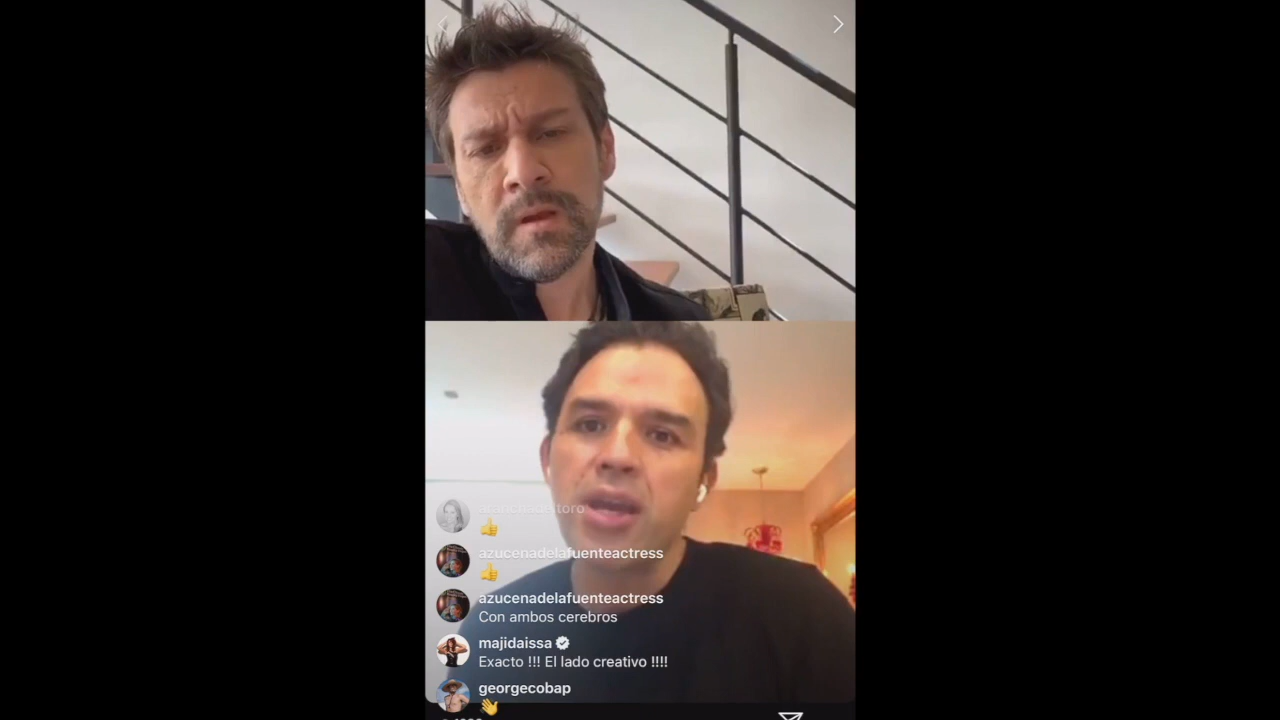 azucenadelafuenteactress
azucenadelafuenteactress
Con ambos cerebros
majidaissa
Exacto !!! El lado creativo !!!!
georgecobap